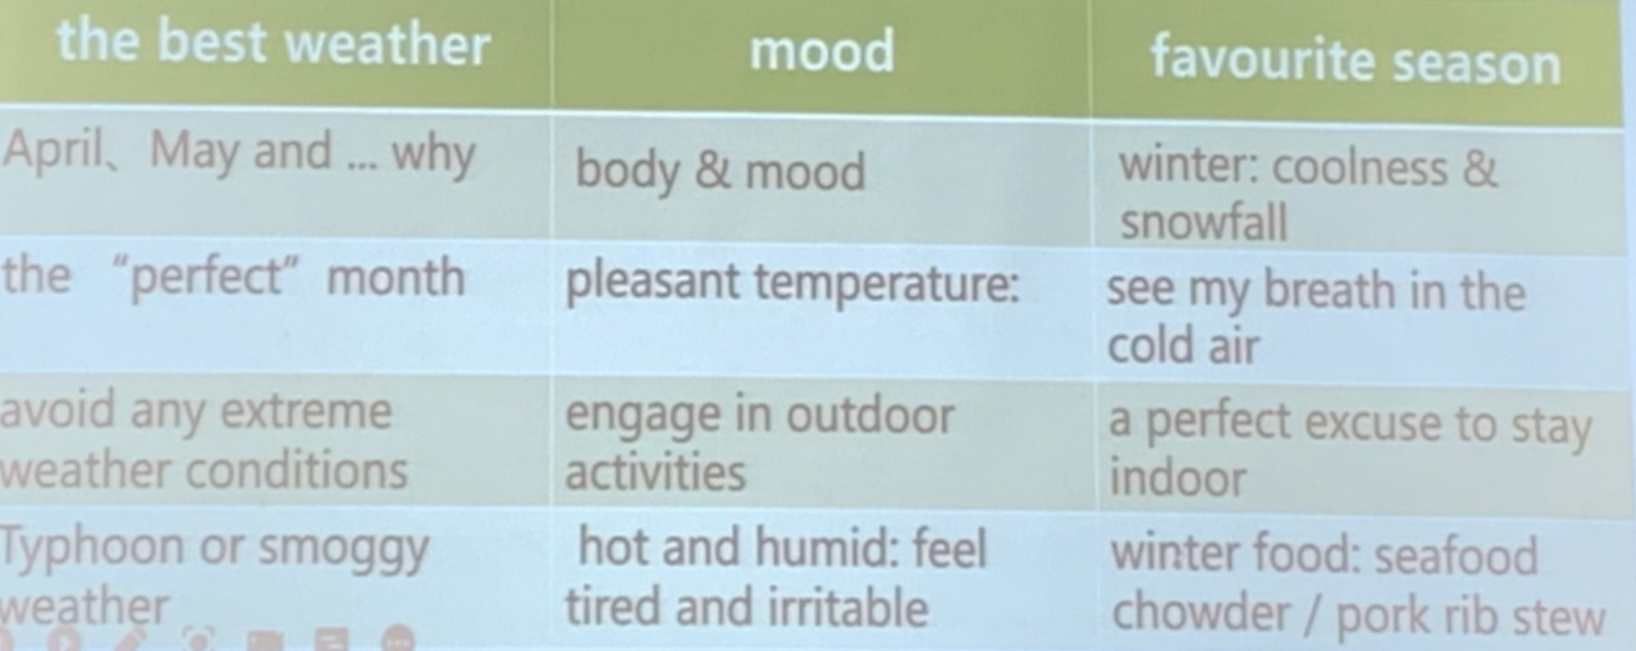 the best weather
mood
favourite season
April、 May and ... why
body & mood
winter: coolness &
snowfall
the “perfect” month
pleasant temperature:
see my breath in the
cold air
avoid any extreme
weather conditions
engage in outdoor
activities
a perfect excuse to stay
indoor
Typhoon or smoggy
weather
hot and humid: feel
tired and irritable
winter food: seafood
chowder / pork rib stew